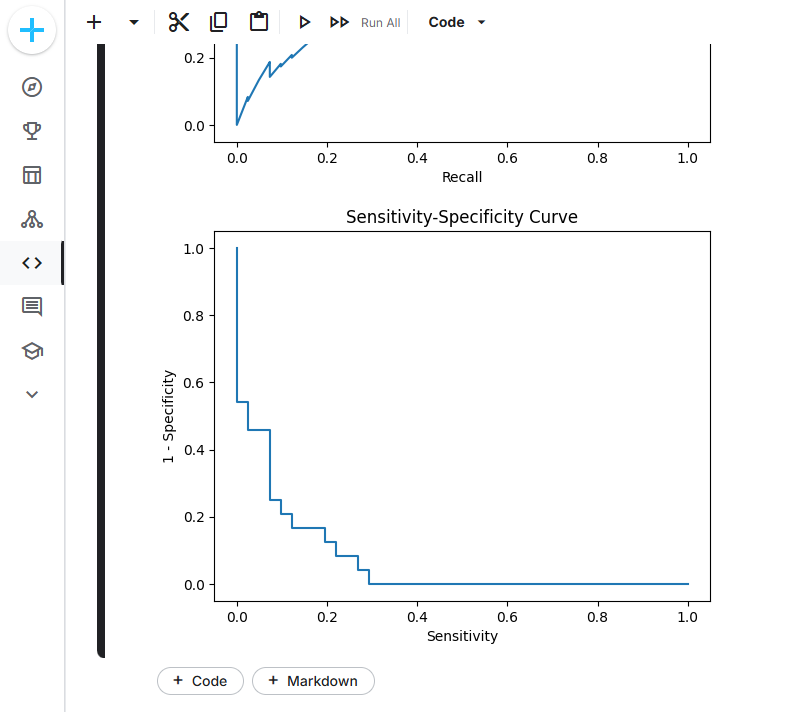 Run All Code
0.2
0.0
0.0 0.2 0.4 0.6 0.8 1.0
Recall
Sensitivity-Specificity Curve
1.0
0.8
0.6
0.4
0.2
0.0
1 - Specificity
0.0 0.2 0.4 0.6 0.8 1.0
Sensitivity
+ Code + Markdown